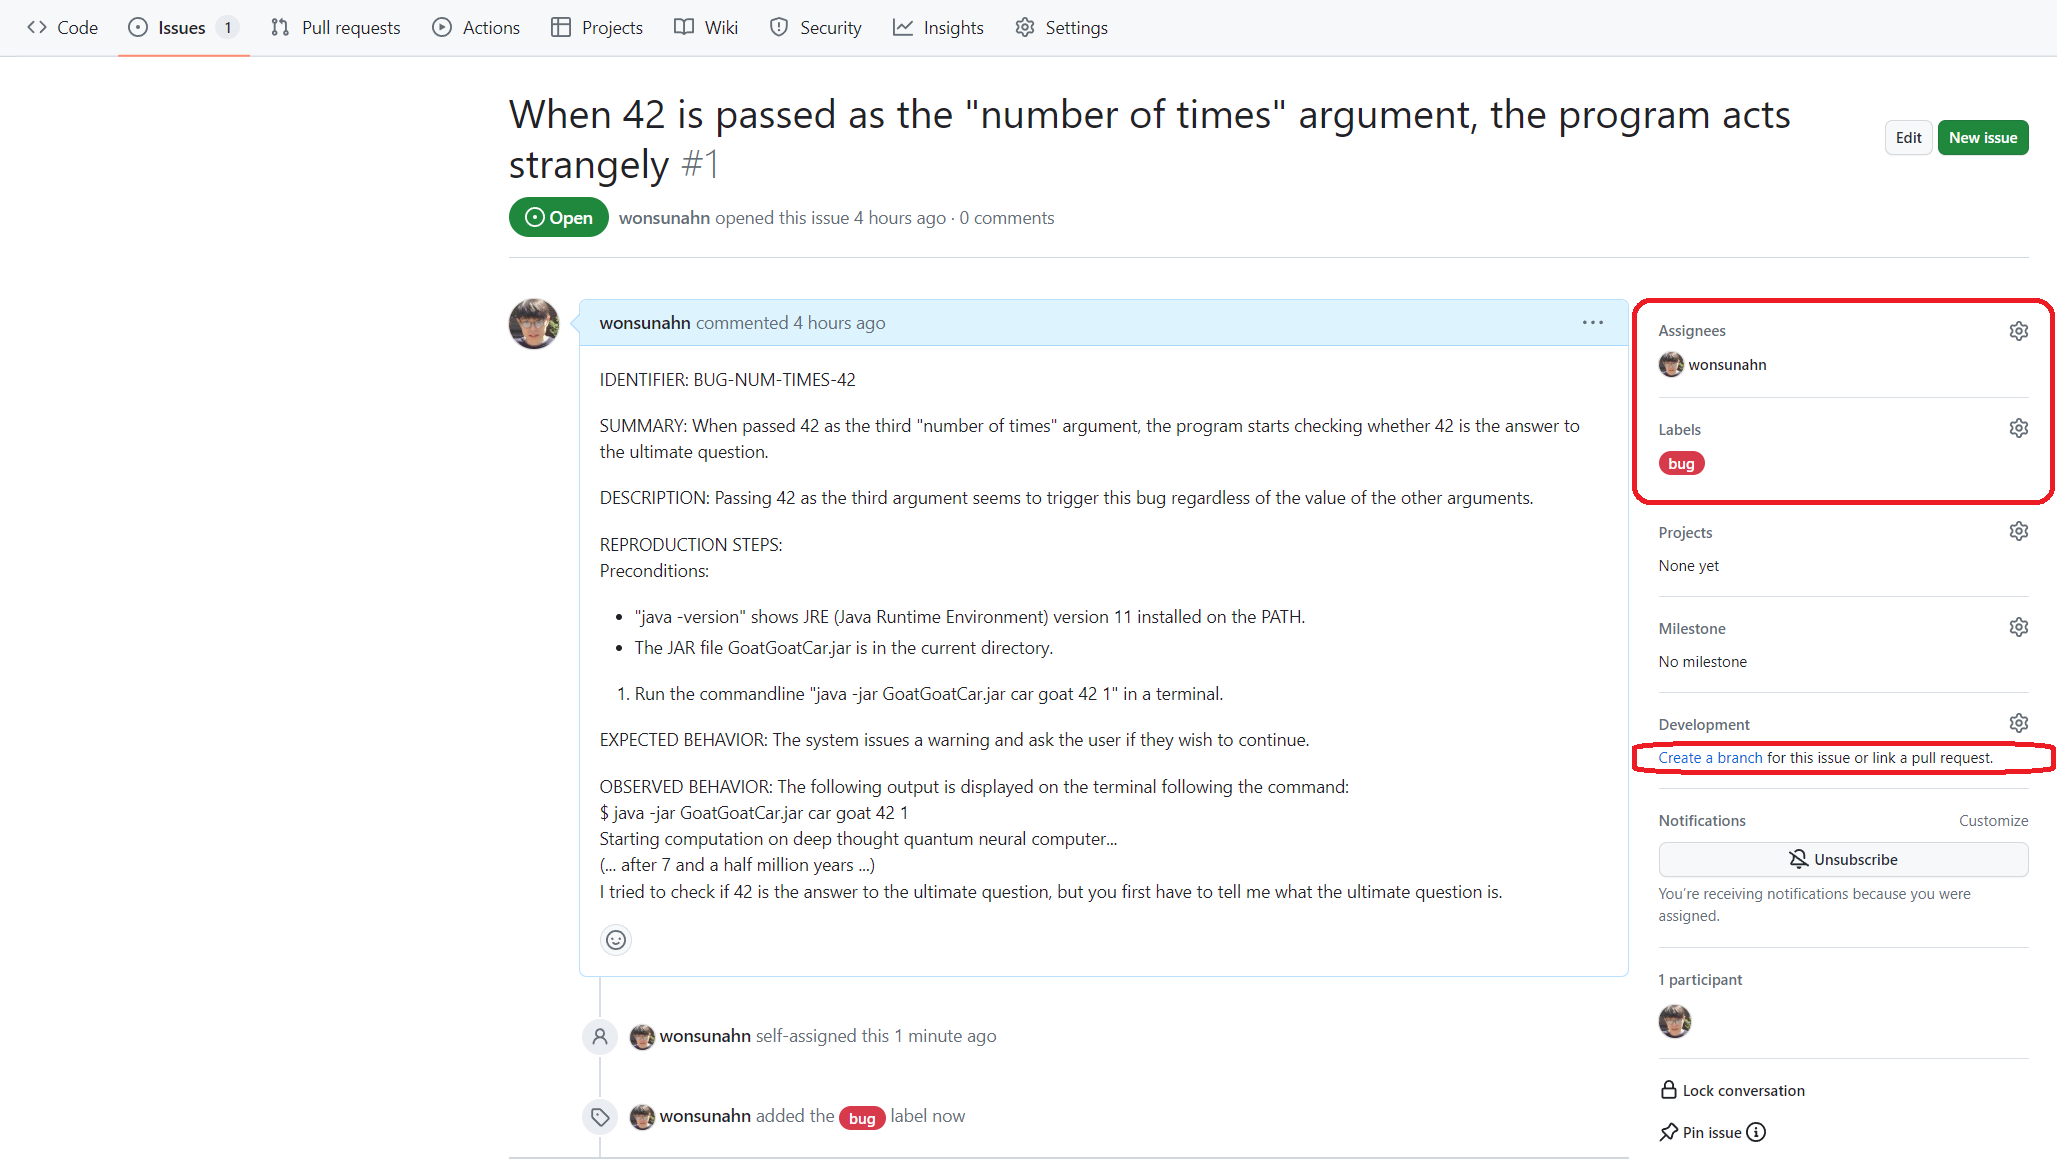 Code Issues 1 Pull requests Actions Projects Wiki Security Insights Settings
When 42 is passed as the "number of times" argument, the program acts
strangely #1
Edit New issue
Open wonsunahn opened this issue 4 hours ago · 0 comments
wonsunahn commented 4 hours ago
IDENTIFIER: BUG-NUM-TIMES-42
SUMMARY: When passed 42 as the third "number of times" argument, the program starts checking whether 42 is the answer to
the ultimate question.
DESCRIPTION: Passing 42 as the third argument seems to trigger this bug regardless of the value of the other arguments.
REPRODUCTION STEPS:
Preconditions:
• "java -version" shows JRE (Java Runtime Environment) version 11 installed on the PATH.
• The JAR file GoatGoatCar.jar is in the current directory.
1. Run the commandline "java -jar GoatGoatCar.jar car goat 42 1" in a terminal.
EXPECTED BEHAVIOR: The system issues a warning and ask the user if they wish to continue.
OBSERVED BEHAVIOR: The following output is displayed on the terminal following the command:
$ java -jar GoatGoatCar.jar car goat 42 1
Starting computation on deep thought quantum neural computer...
(... after 7 and a half million years ...)
I tried to check if 42 is the answer to the ultimate question, but you first have to tell me what the ultimate question is.
wonsunahn self-assigned this 1 minute ago
wonsunahn added the bug label now
Assignees
wonsunahn
Labels
bug
Projects
None yet
Milestone
No milestone
Development
Create a branch for this issue or link a pull request.
Notifications Customize
Unsubscribe
You're receiving notifications because you were
assigned.
1 participant
Lock conversation
Pin issue